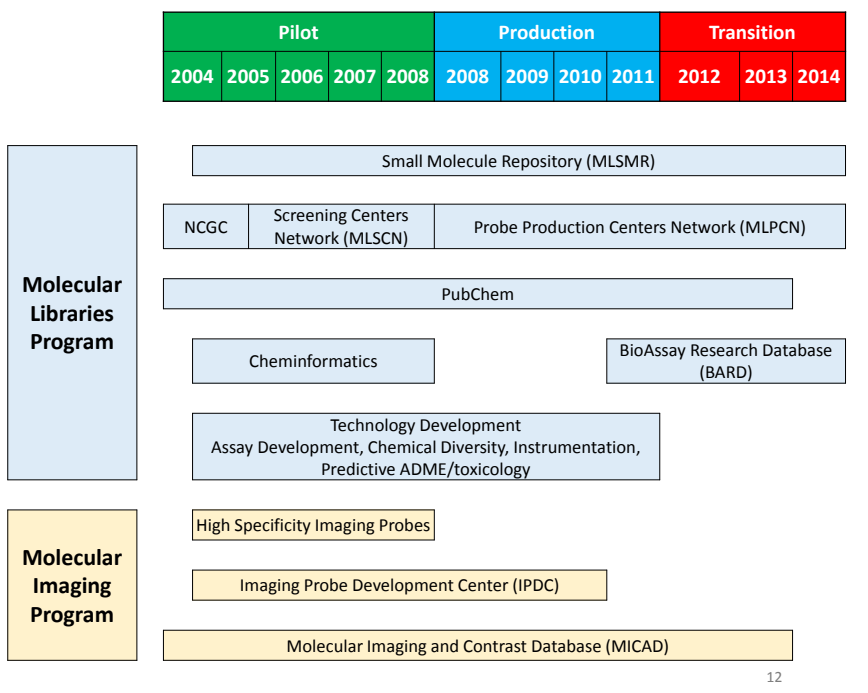 Pilot Production Transition
2004 2005 2006 2007 2008 2008 2009 2010 2011 2012 2013 2014
Molecular
Libraries
Program
Small Molecule Repository (MLSMR)
NCGC
Screening Centers
Network (MLSCN)
Probe Production Centers Network (MLPCN)
PubChem
Cheminformatics
BioAssay Research Database
(BARD)
Technology Development
Assay Development, Chemical Diversity, Instrumentation,
Predictive ADME/toxicology
Molecular
Imaging
Program
High Specificity Imaging Probes
Imaging Probe Development Center (IPDC)
Molecular Imaging and Contrast Database (MICAD)
12